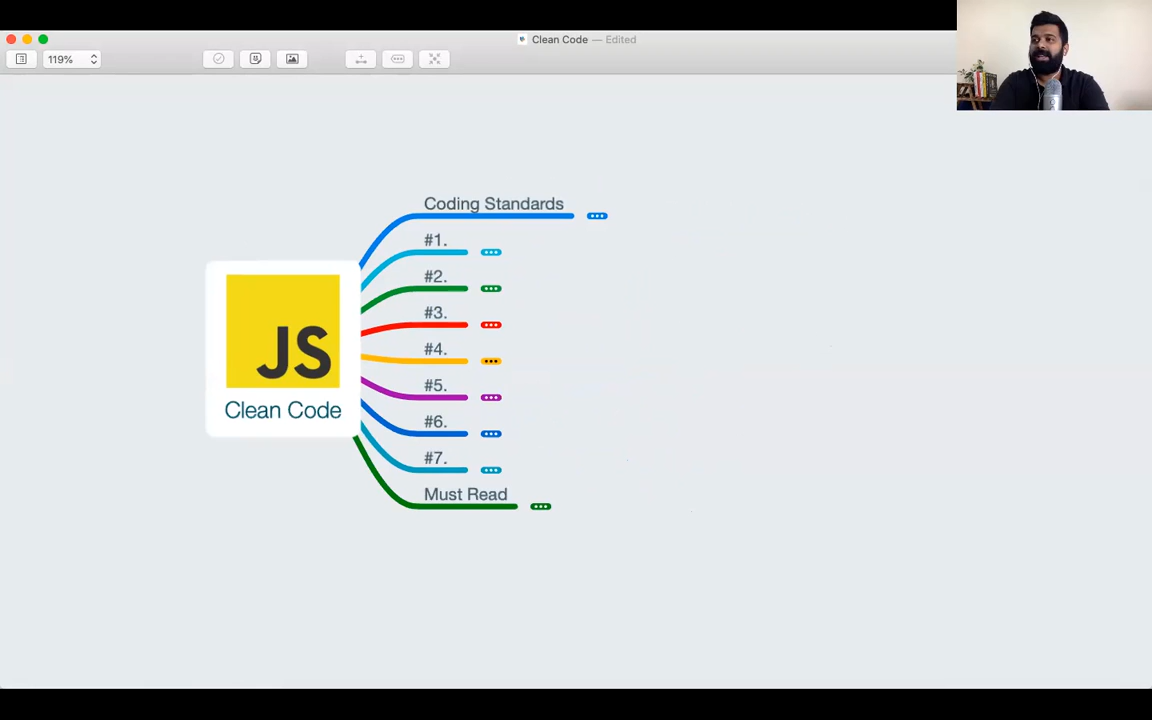 Clean Code — Edited
119%
Coding Standards
#1.
#2.
#3.
#4.
#5.
#6.
#7.
Must Read
JS
Clean Code